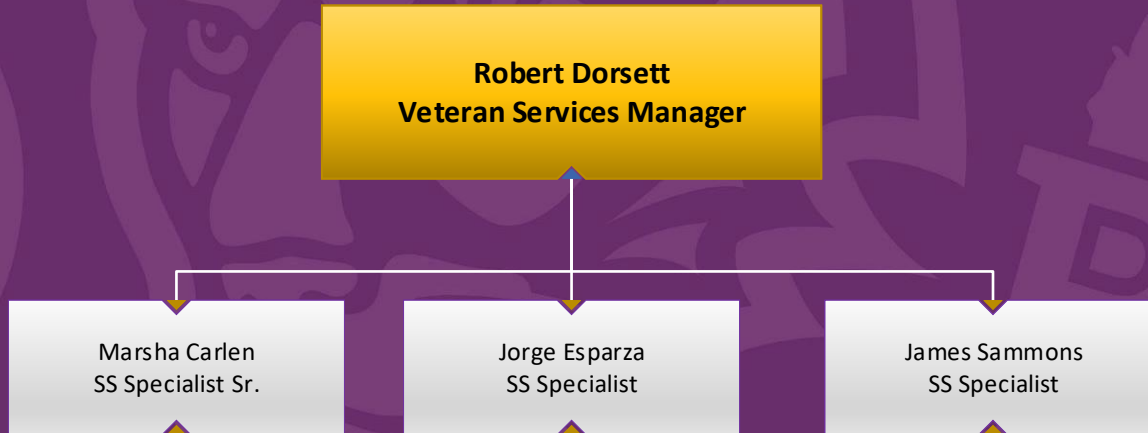 Robert Dorsett
Veteran Services Manager
Marsha Carlen
SS Specialist Sr.
Jorge Esparza
SS Specialist
James Sammons
SS Specialist